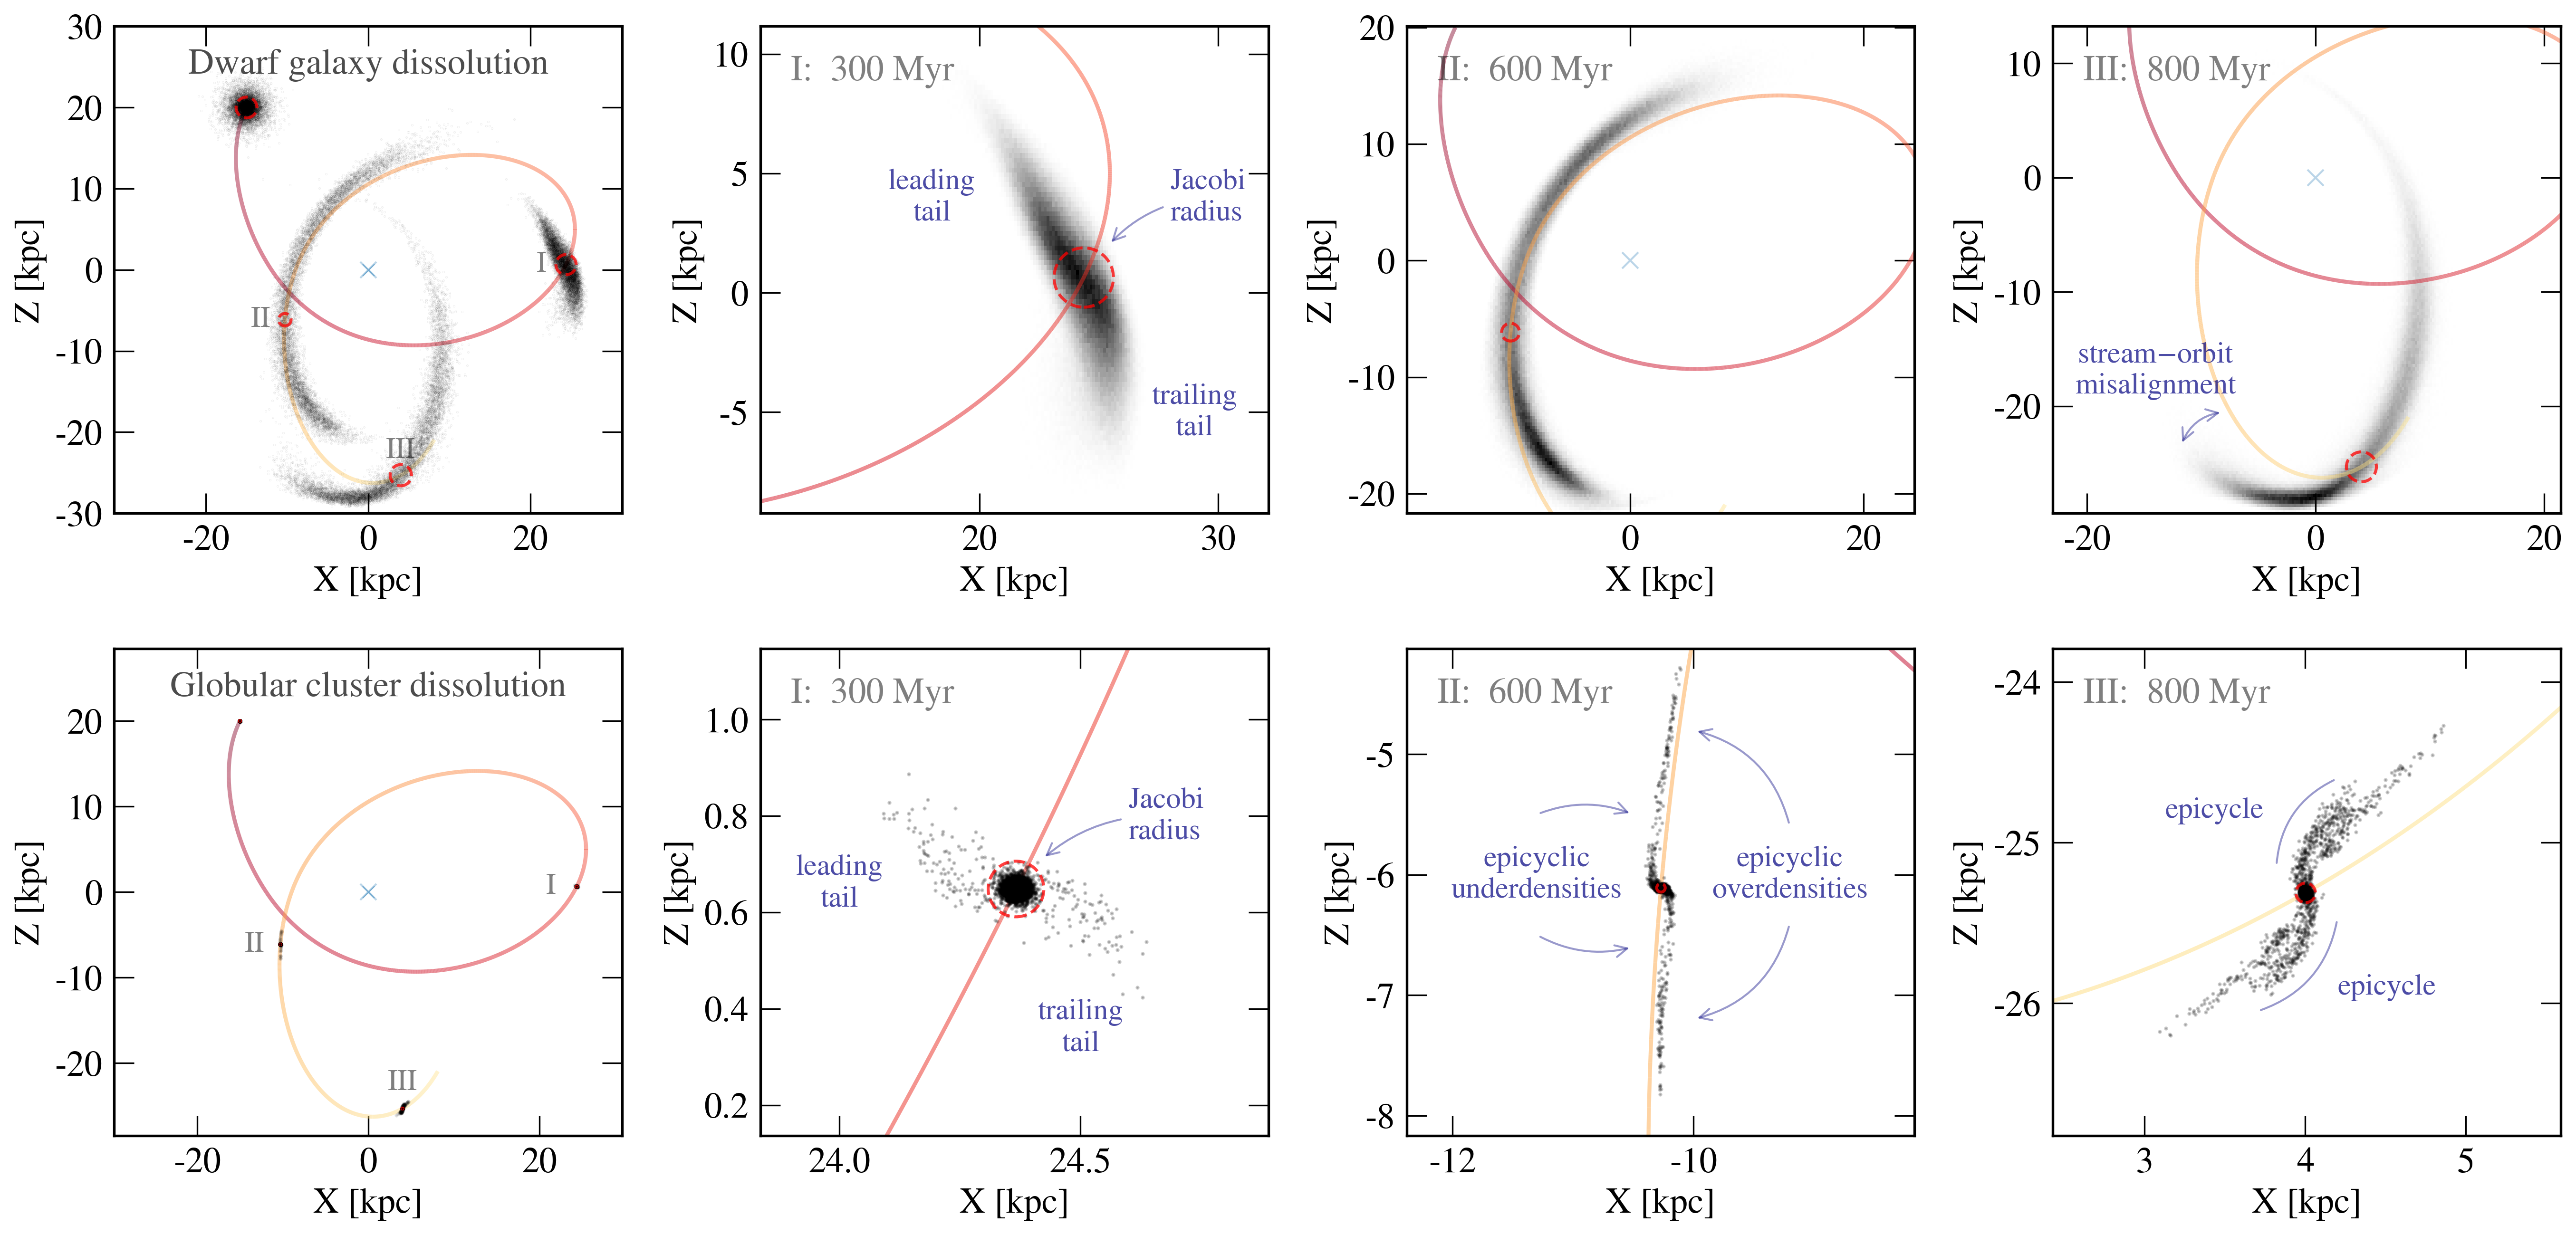 Dwarf galaxy dissolution
30
20
10
0
-10
-20
-30
Z [kpc]
I
II
III
-20
0
20
X [kpc]
I: 300 Myr
10
5
0
-5
Z [kpc]
leading
tail
Jacobi
radius
trailing
tail
20
30
X [kpc]
II: 600 Myr
20
10
0
-10
-20
Z [kpc]
0
20
X [kpc]
III: 800 Myr
10
0
-10
-20
Z [kpc]
stream−orbit
misalignment
-20
0
20
X [kpc]
Globular cluster dissolution
20
10
0
-10
-20
Z [kpc]
I
II
III
-20
0
20
X [kpc]
I: 300 Myr
1.0
0.8
0.6
0.4
0.2
Z [kpc]
Jacobi
radius
leading
tail
trailing
tail
24.0
24.5
X [kpc]
II: 600 Myr
-5
-6
-7
-8
Z [kpc]
epicyclic
underdensities
epicyclic
overdensities
-12
-10
X [kpc]
III: 800 Myr
-24
-25
-26
Z [kpc]
epicycle
epicycle
3
4
5
X [kpc]